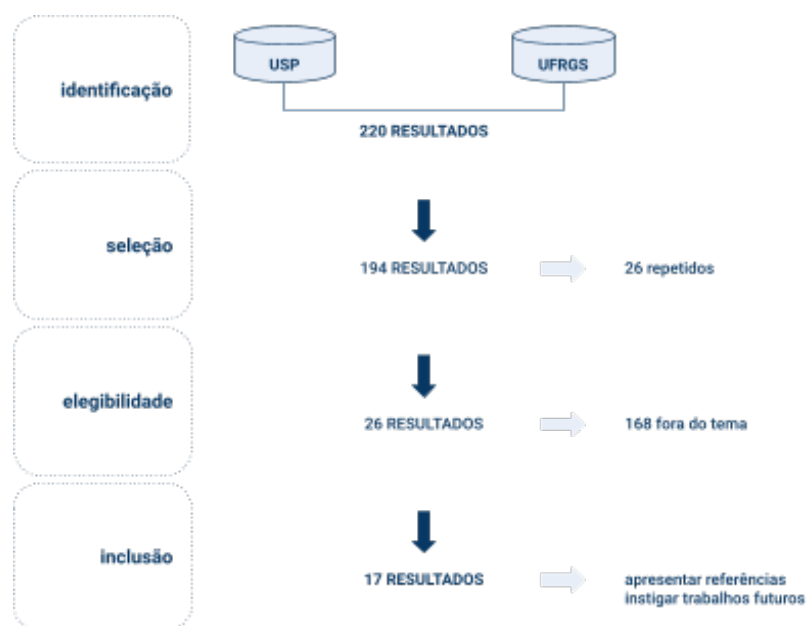 identificação
USP
UFRGS
220 RESULTADOS
seleção
194 RESULTADOS
26 repetidos
elegibilidade
26 RESULTADOS
168 fora do tema
inclusão
17 RESULTADOS
apresentar referências
instigar trabalhos futuros